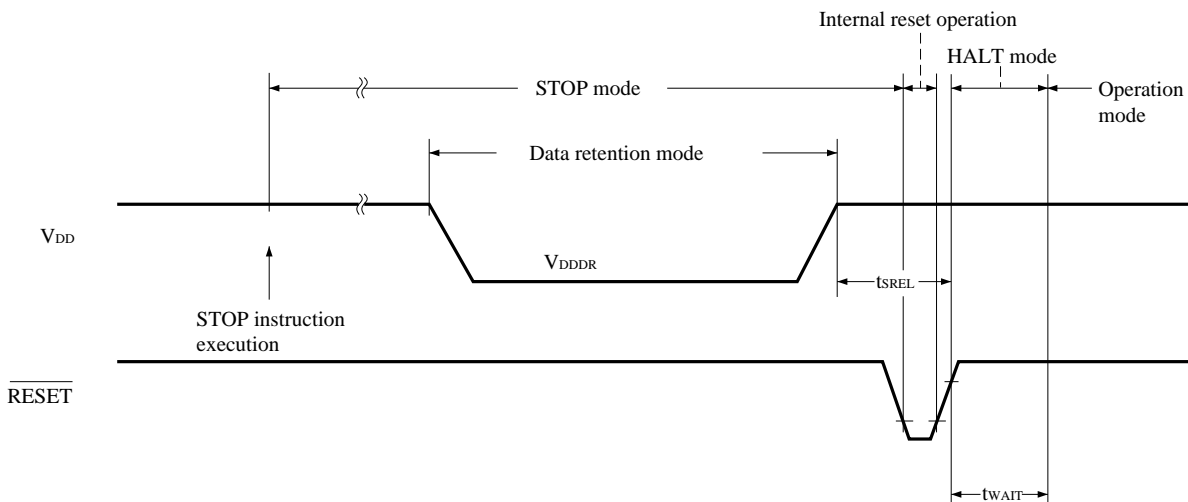 Internal reset operation
HALT mode
STOP mode
Operation
mode
Data retention mode
VDD
VDDDR
tSREL
STOP instruction
execution
RESET
tWAIT